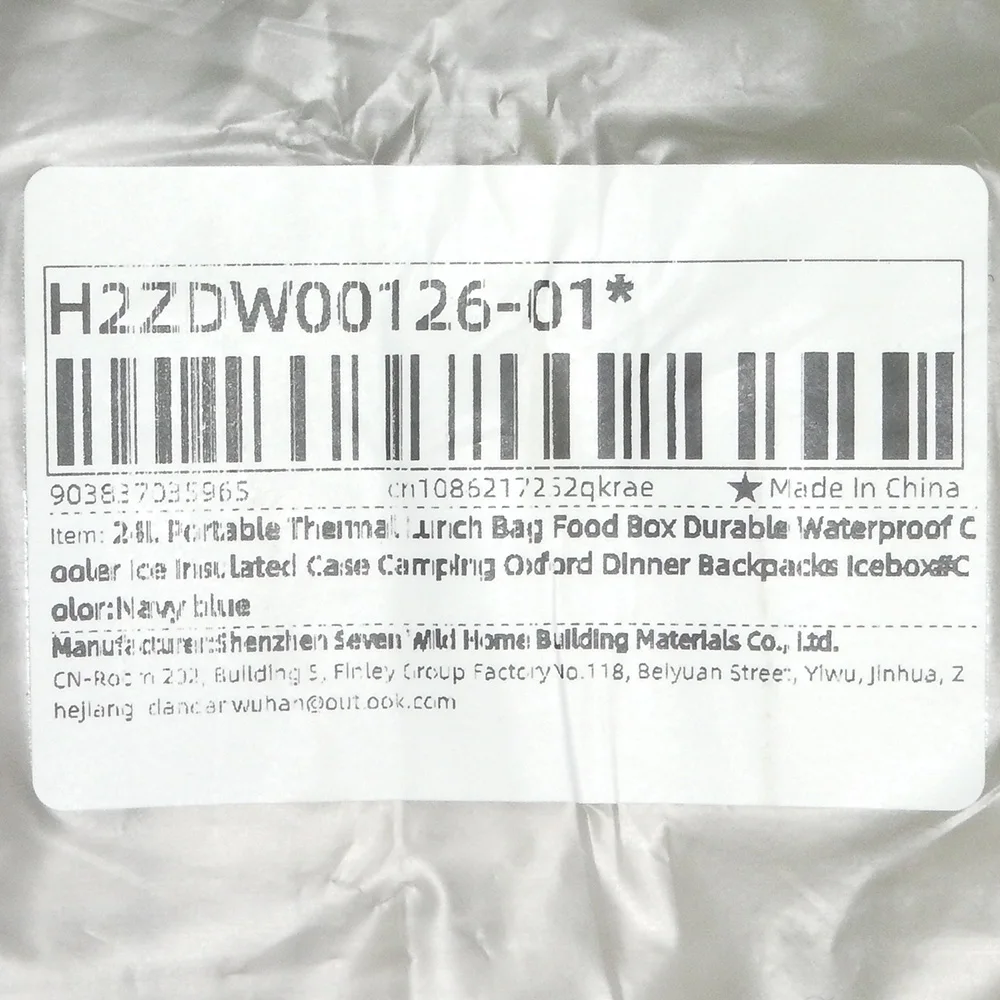 H2ZDW00126-01*
903837035965 cn1086217252qkrae ★Made In China
Item: 24L Portable Thermal Lunch Bag Food Box Durable Waterproof C
ooler Ice Insulated Case Camping Oxford Dinner Backpacks Icebox#C
olor:Navy blue
Manufacturer:Shenzhen Seven Wild Home Building Materials Co., Ltd.
CN-Room 202, Building 5, Finley Group FactoryNo.118, Beiyuan Street, Yiwu, Jinhua, Z
hejiang